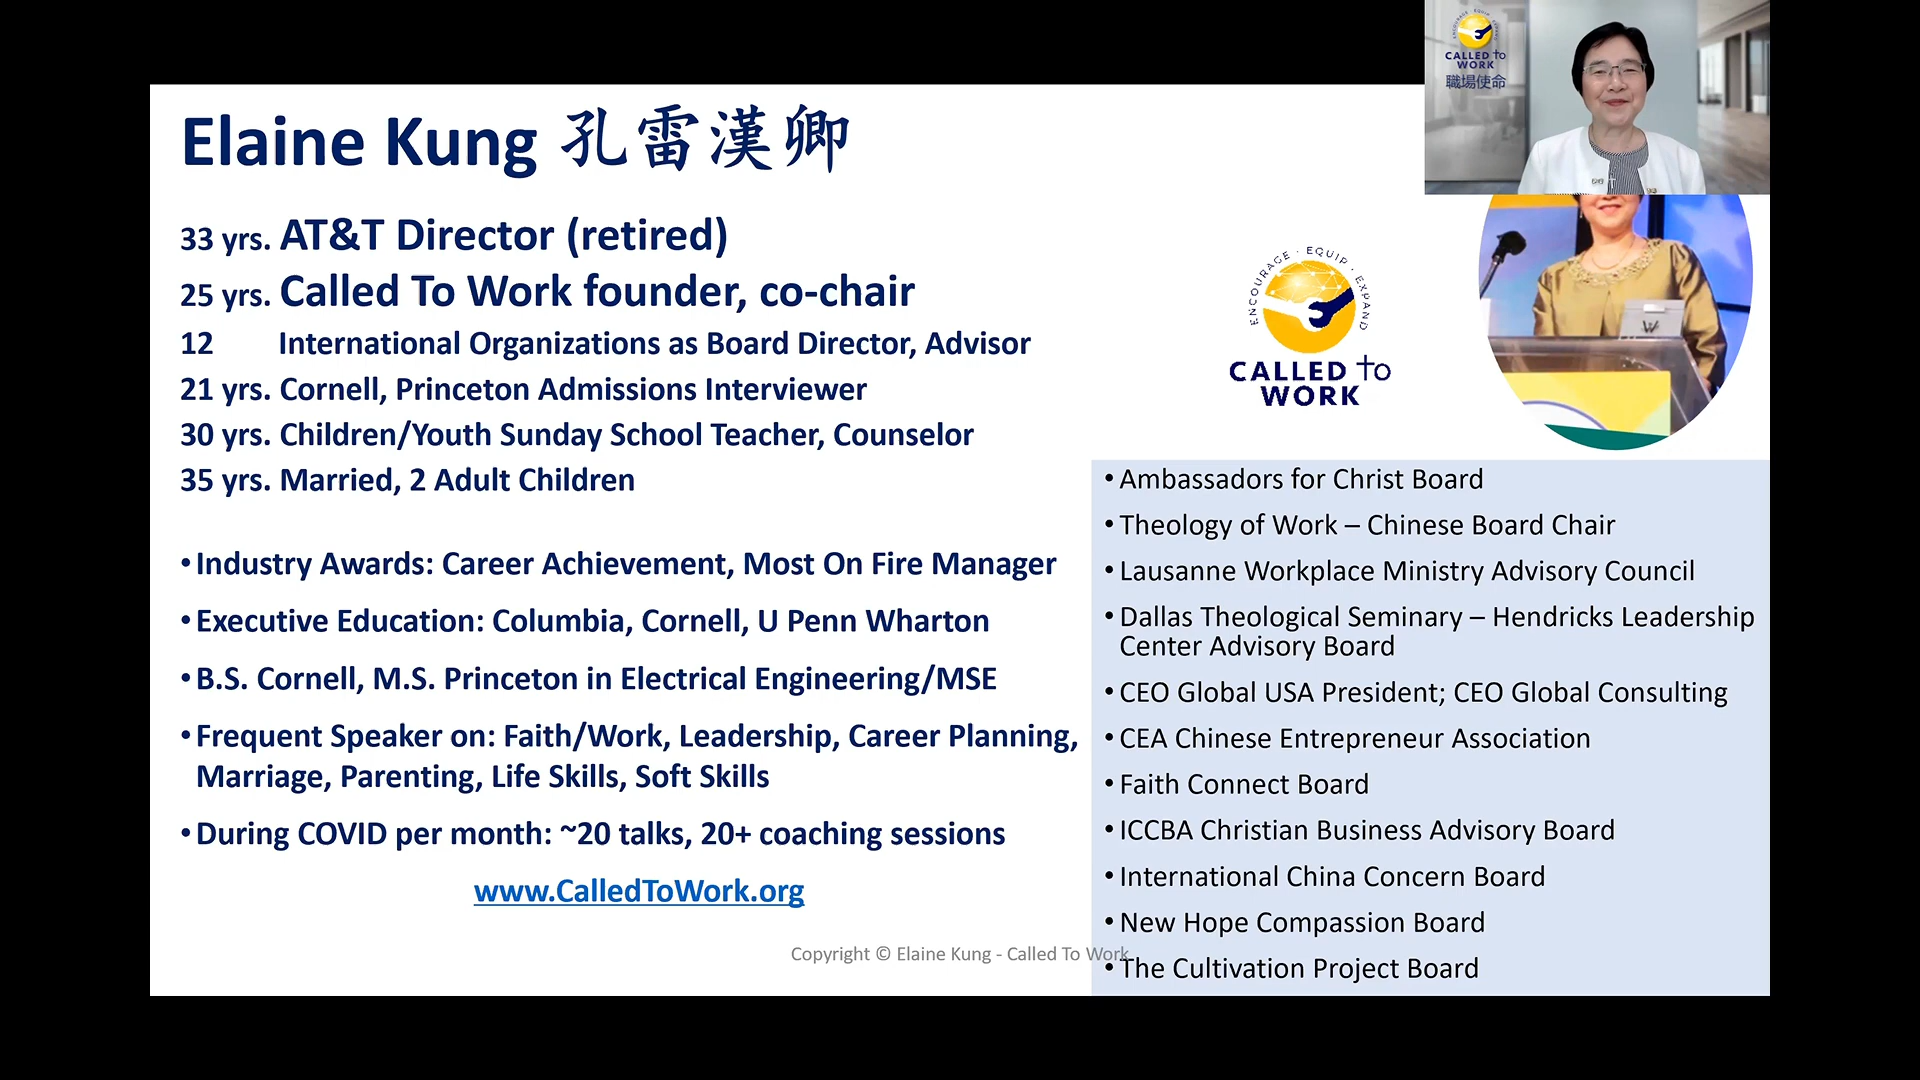 Elaine Kung 孔雷漢卿
33 yrs. AT&T Director (retired)
25 yrs. Called To Work founder, co-chair
12 International Organizations as Board Director, Advisor
21 yrs. Cornell, Princeton Admissions Interviewer
30 yrs. Children/Youth Sunday School Teacher, Counselor
35 yrs. Married, 2 Adult Children
• Industry Awards: Career Achievement, Most On Fire Manager
• Executive Education: Columbia, Cornell, U Penn Wharton
• B.S. Cornell, M.S. Princeton in Electrical Engineering/MSE
• Frequent Speaker on: Faith/Work, Leadership, Career Planning,
Marriage, Parenting, Life Skills, Soft Skills
• During COVID per month: ~20 talks, 20+ coaching sessions
www.CalledToWork.org
Copyright © Elaine Kung - Called To Work
ENCOURAGE · EQUIP · EXPAND
CALLED to
WORK
ENCOURAGE EQUIP EXPAND
CALLED to
WORK
職場使命
W
• Ambassadors for Christ Board
• Theology of Work – Chinese Board Chair
• Lausanne Workplace Ministry Advisory Council
• Dallas Theological Seminary – Hendricks Leadership
Center Advisory Board
• CEO Global USA President; CEO Global Consulting
• CEA Chinese Entrepreneur Association
• Faith Connect Board
• ICCBA Christian Business Advisory Board
• International China Concern Board
• New Hope Compassion Board
• The Cultivation Project Board